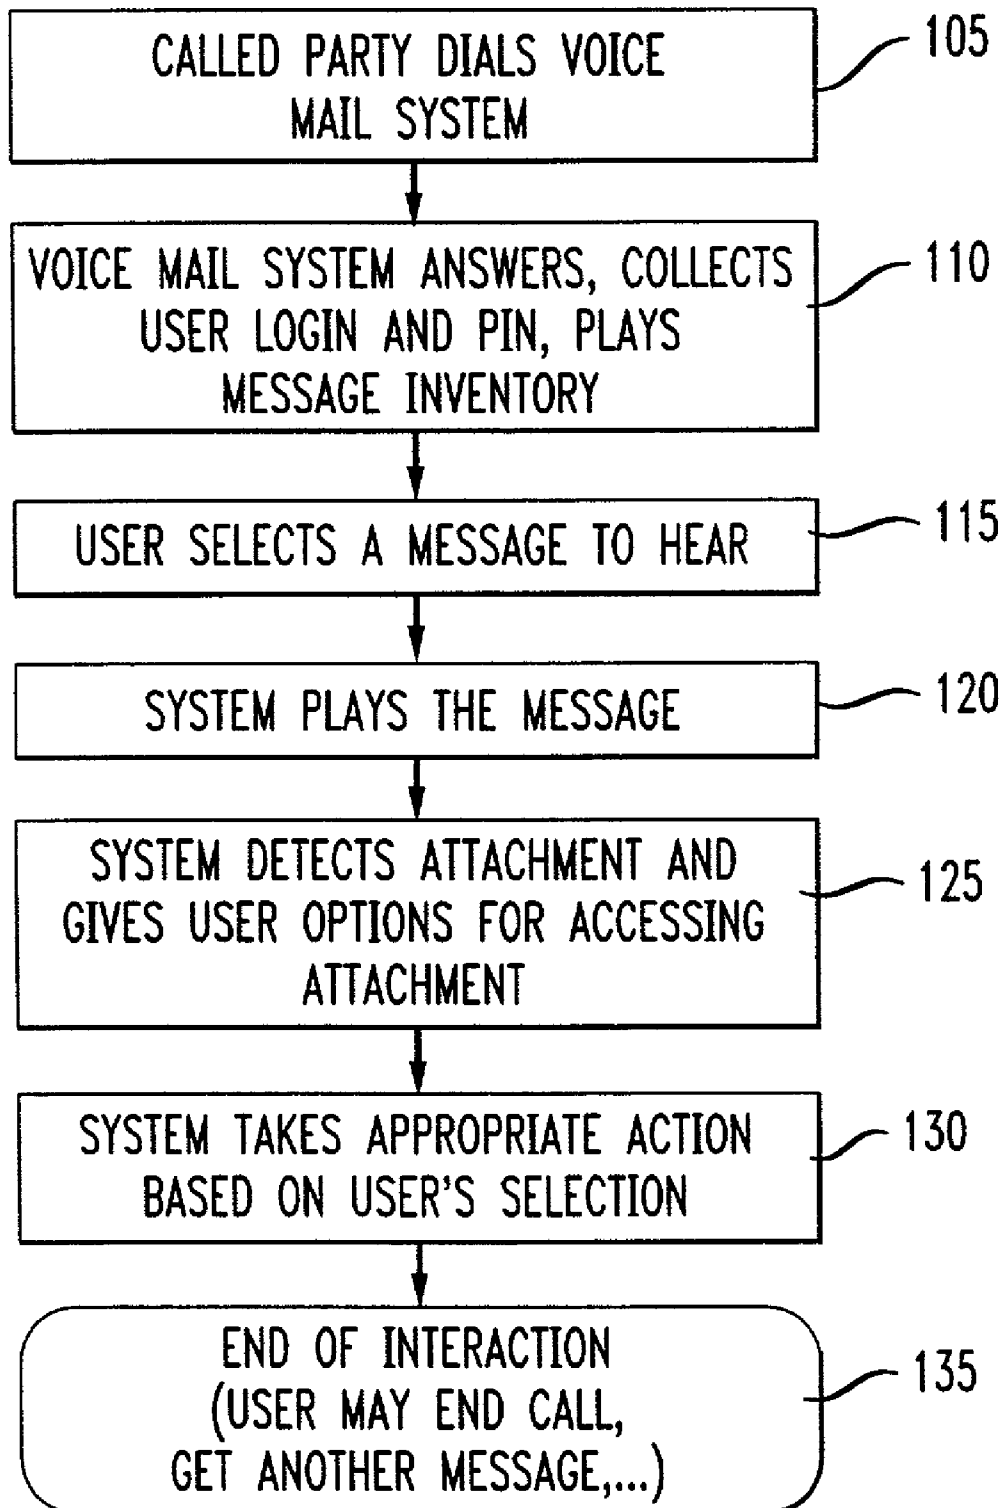 CALLED PARTY DIALS VOICE
MAIL SYSTEM
105
VOICE MAIL SYSTEM ANSWERS, COLLECTS
USER LOGIN AND PIN, PLAYS
MESSAGE INVENTORY
110
USER SELECTS A MESSAGE TO HEAR
115
SYSTEM PLAYS THE MESSAGE
120
SYSTEM DETECTS ATTACHMENT AND
GIVES USER OPTIONS FOR ACCESSING
ATTACHMENT
125
SYSTEM TAKES APPROPRIATE ACTION
BASED ON USER'S SELECTION
130
END OF INTERACTION
(USER MAY END CALL,
GET ANOTHER MESSAGE,...)
135